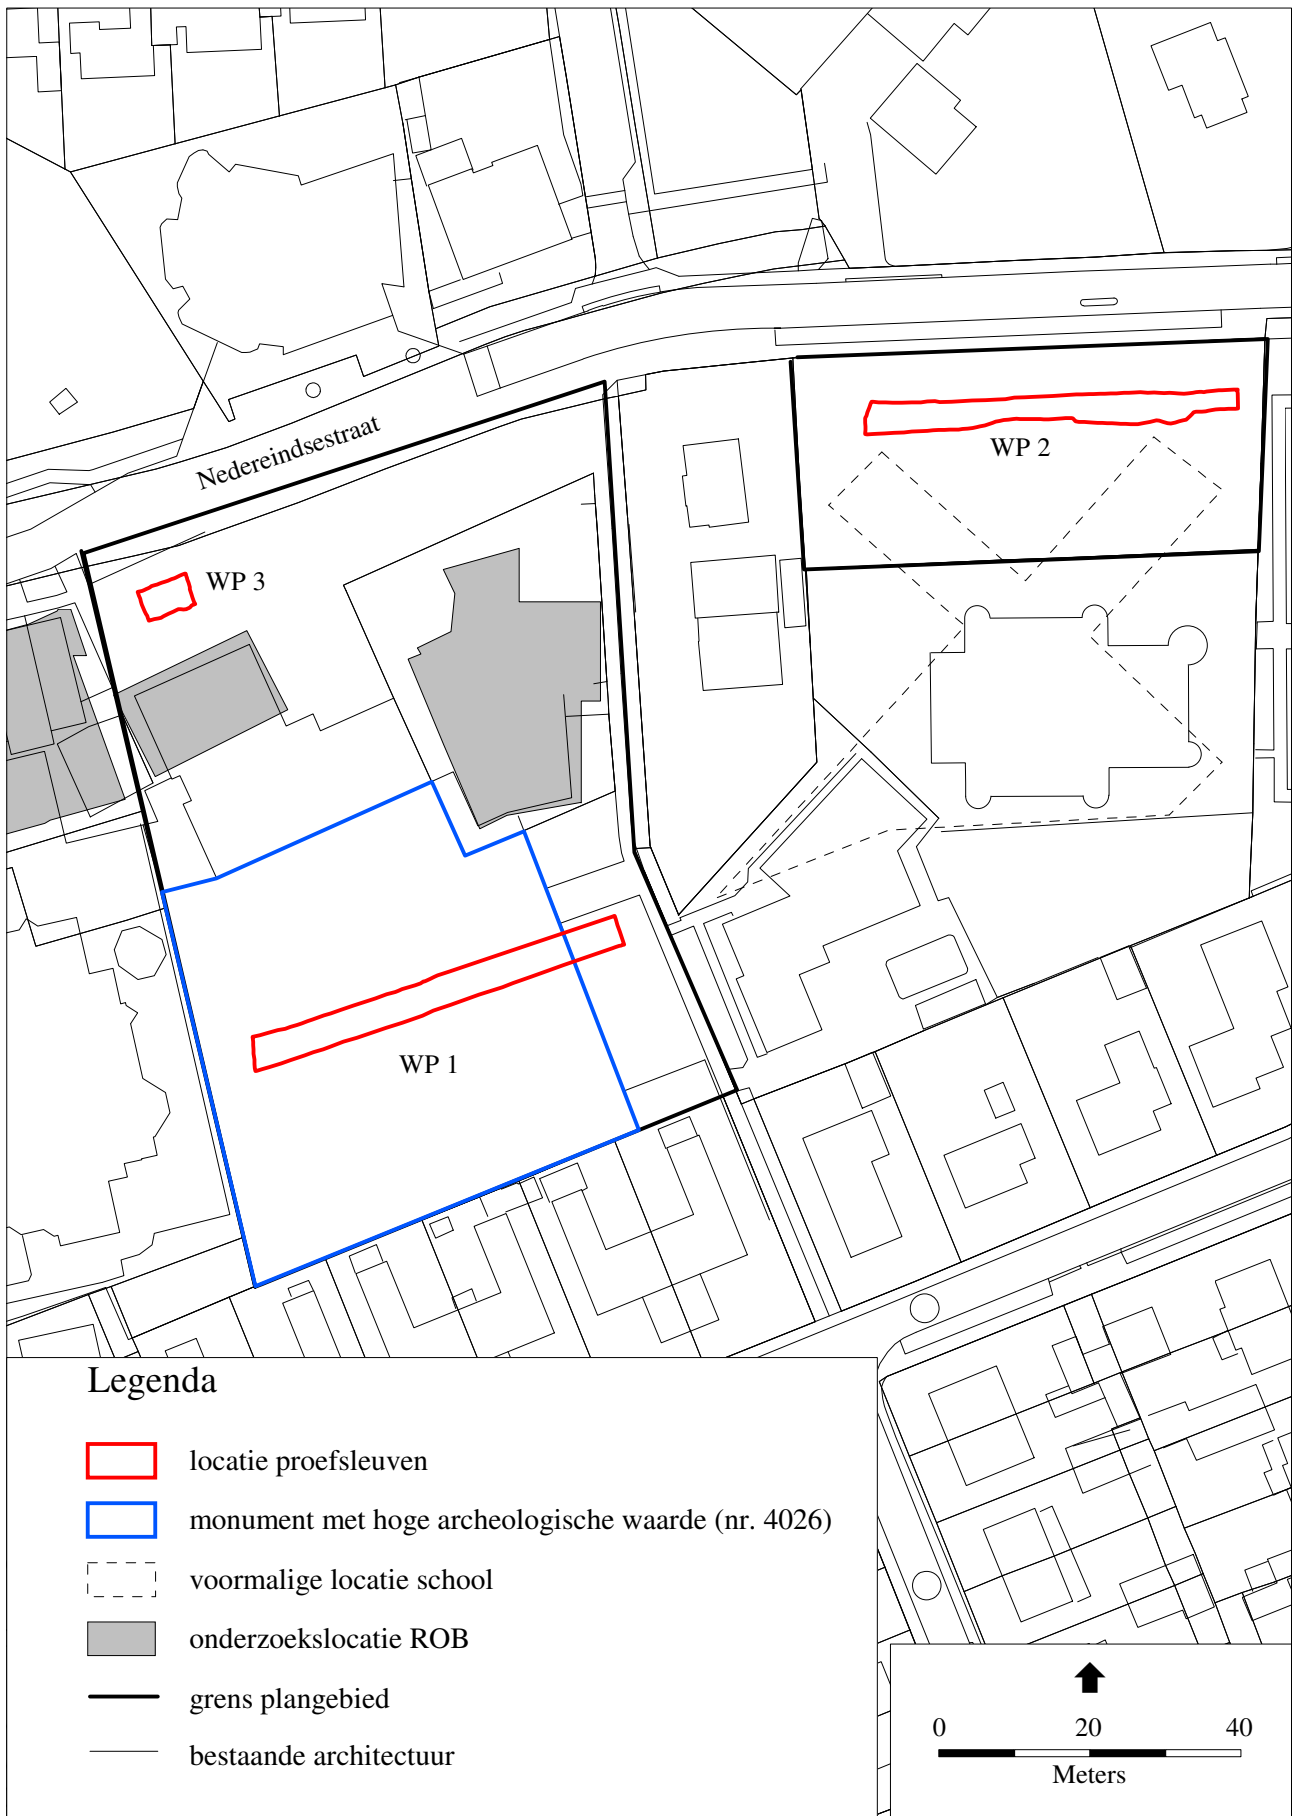 Nedereindsestraat
WP 2
WP 3
WP 1
Legenda
locatie proefsleuven
monument met hoge archeologische waarde (nr. 4026)
voormalige locatie school
onderzoekslocatie ROB
grens plangebied
bestaande architectuur
0 20 40
Meters